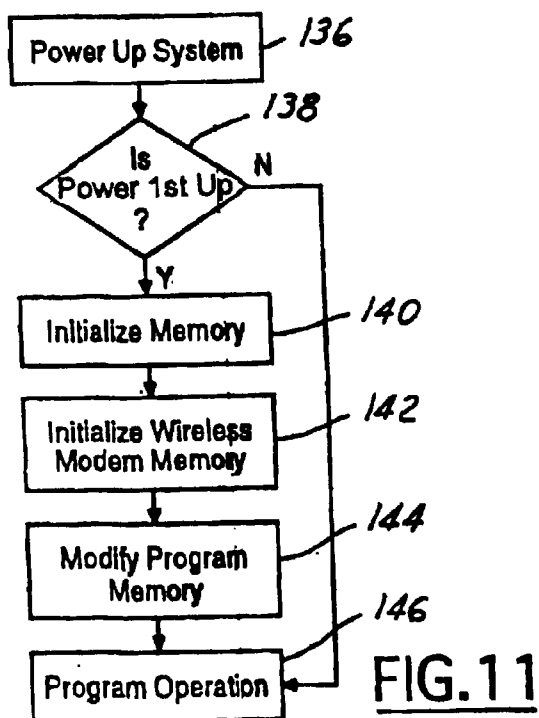 Power Up System
136
138
Is
Power 1st Up
?
N
Y
Initialize Memory
140
Initialize Wireless
Modem Memory
142
Modify Program
Memory
144
Program Operation
146
FIG.11